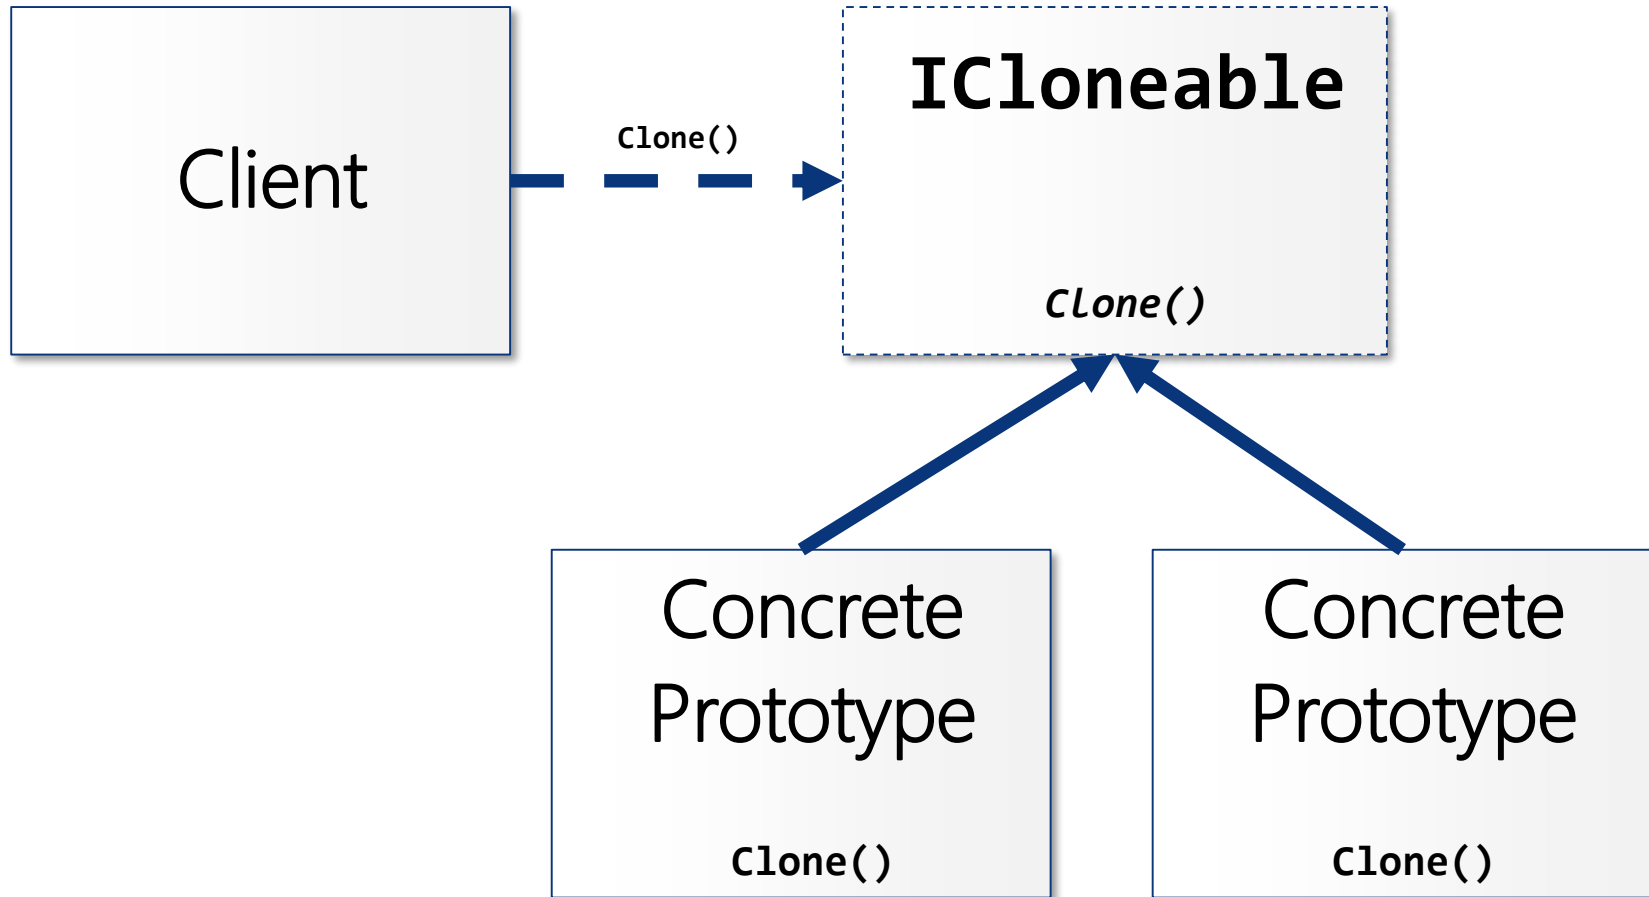 Client
Clone()
ICloneable
Clone()
Concrete
Prototype
Clone()
Concrete
Prototype
Clone()